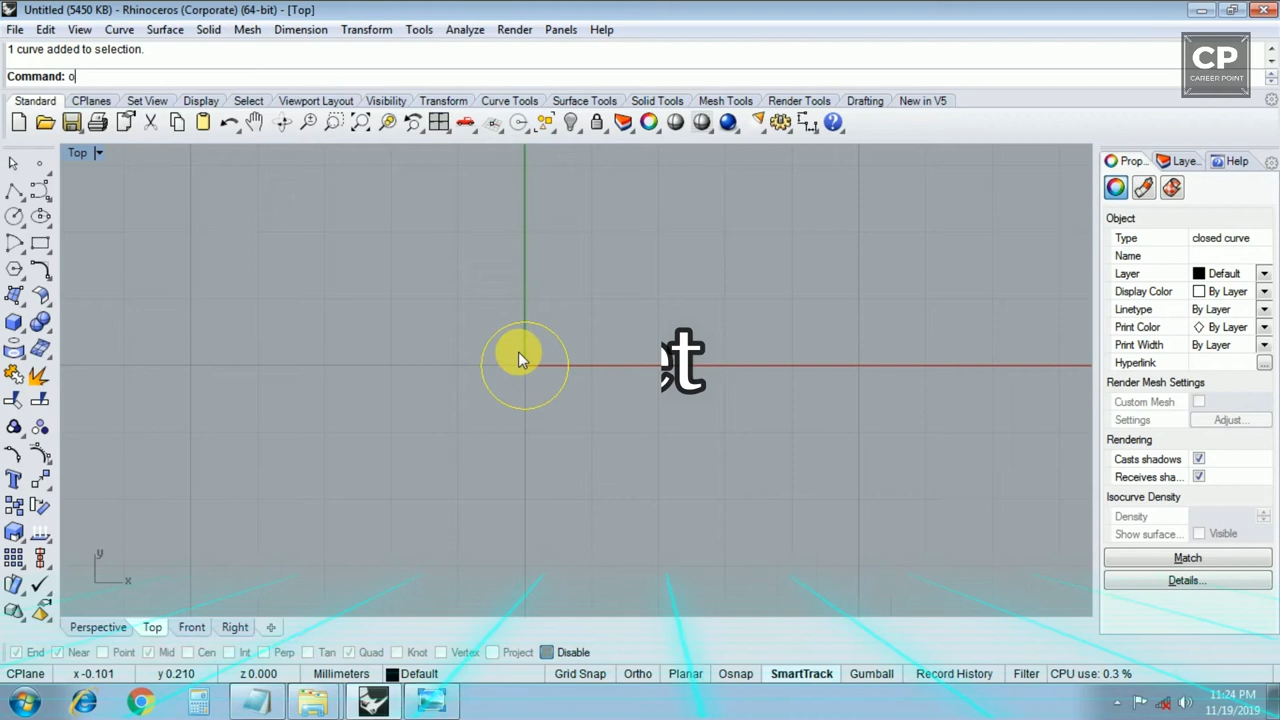 Untitled (5450 KB) - Rhinoceros (Corporate) (64-bit) - [Top]
File Edit View Curve Surface Solid Mesh Dimension Transform Tools Analyze Render Panels Help
1 curve added to selection.
Command: o
CP
CAREER POINT
Standard CPlanes Set View Display Select Viewport Layout Visibility Transform Curve Tools Surface Tools Solid Tools Mesh Tools Render Tools Drafting New in V5
Top
Prop... Laye... Help
Object
Type closed curve
Name
Layer Default
Display Color By Layer
Linetype By Layer
Print Color By Layer
Print Width By Layer
Hyperlink ...
Render Mesh Settings
Custom Mesh
Settings Adjust...
Rendering
Casts shadows
Receives sha...
Isocurve Density
Density
Show surface... Visible
Match
Details...
et
y
x
Perspective Top Front Right
End Near Point Mid Cen Int Perp Tan Quad Knot Vertex Project Disable
CPlane x -0.101 y 0.210 z 0.000 Millimeters Default Grid Snap Ortho Planar Osnap SmartTrack Gumball Record History Filter CPU use: 0.3 %
11:24 PM
11/19/2019